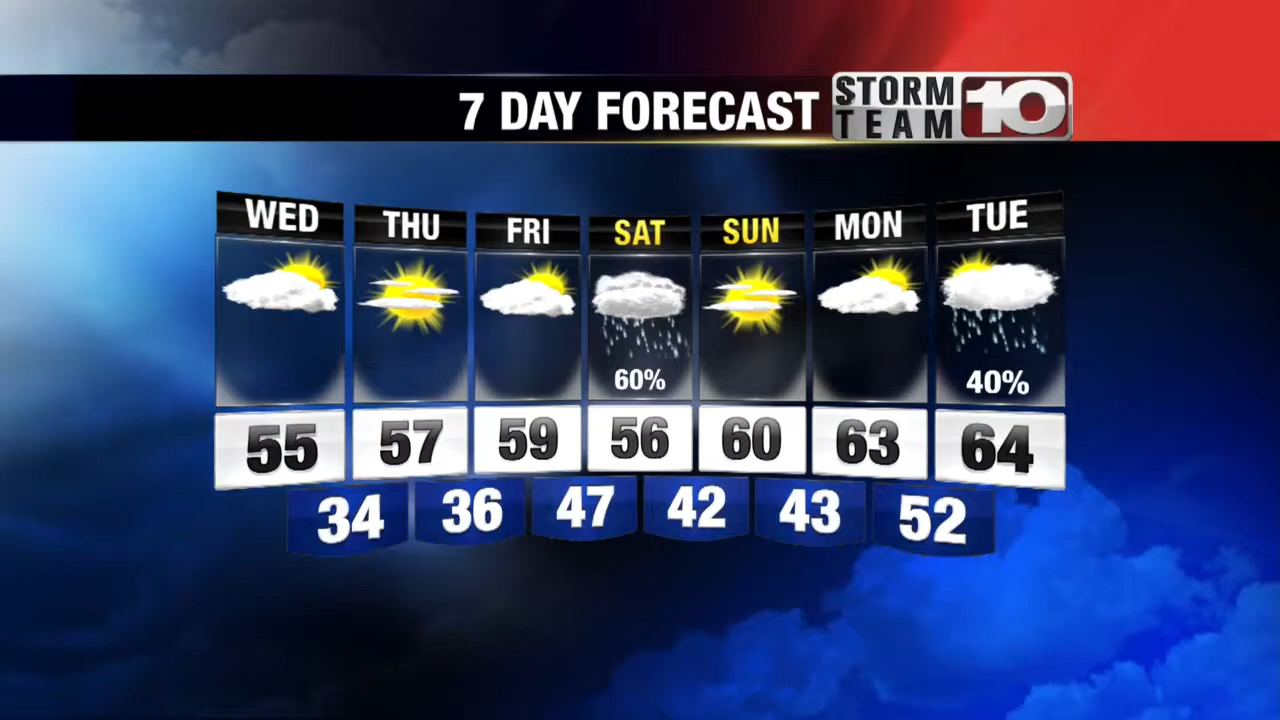 7 DAY FORECAST STORM TEAM 10
WED THU FRI SAT SUN MON TUE
60% 40%
55 57 59 56 60 63 64
34 36 47 42 43 52